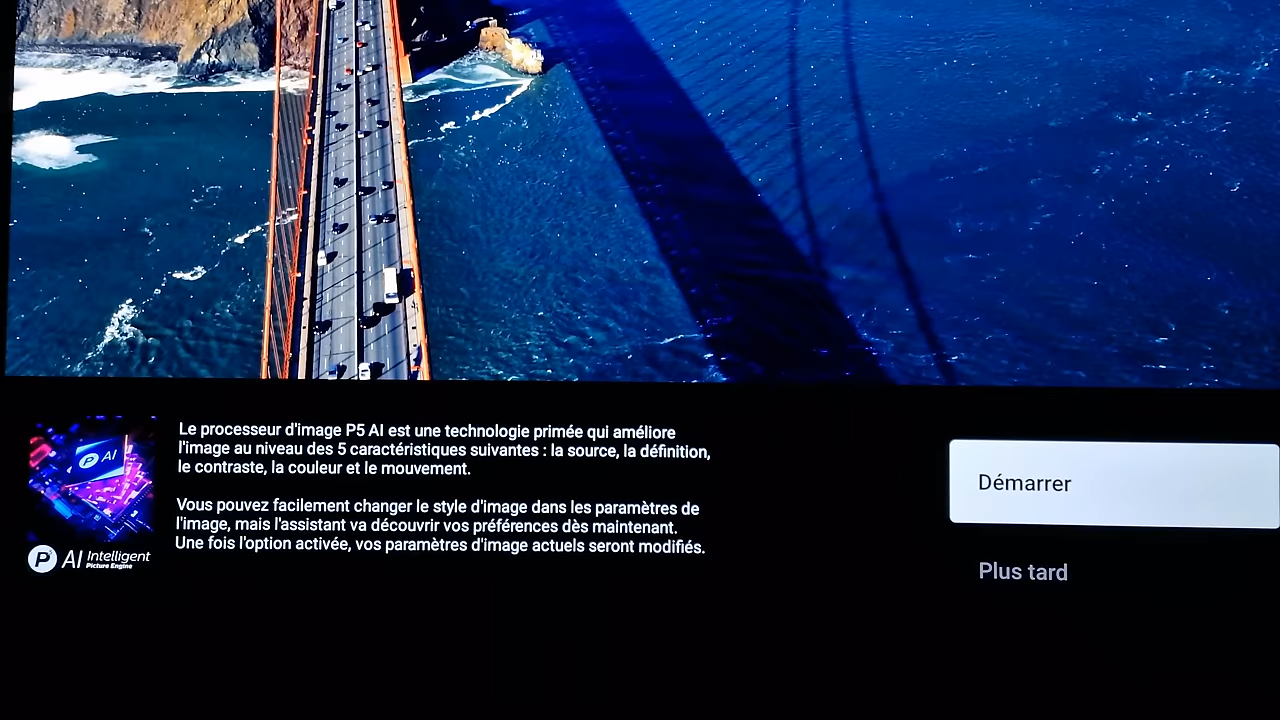 Le processeur d'image P5 AI est une technologie primée qui améliore
l'image au niveau des 5 caractéristiques suivantes : la source, la définition,
le contraste, la couleur et le mouvement.
Vous pouvez facilement changer le style d'image dans les paramètres de
l'image, mais l'assistant va découvrir vos préférences dès maintenant.
Une fois l'option activée, vos paramètres d'image actuels seront modifiés.
P AI
P5 AI Intelligent
Picture Engine
Démarrer
Plus tard